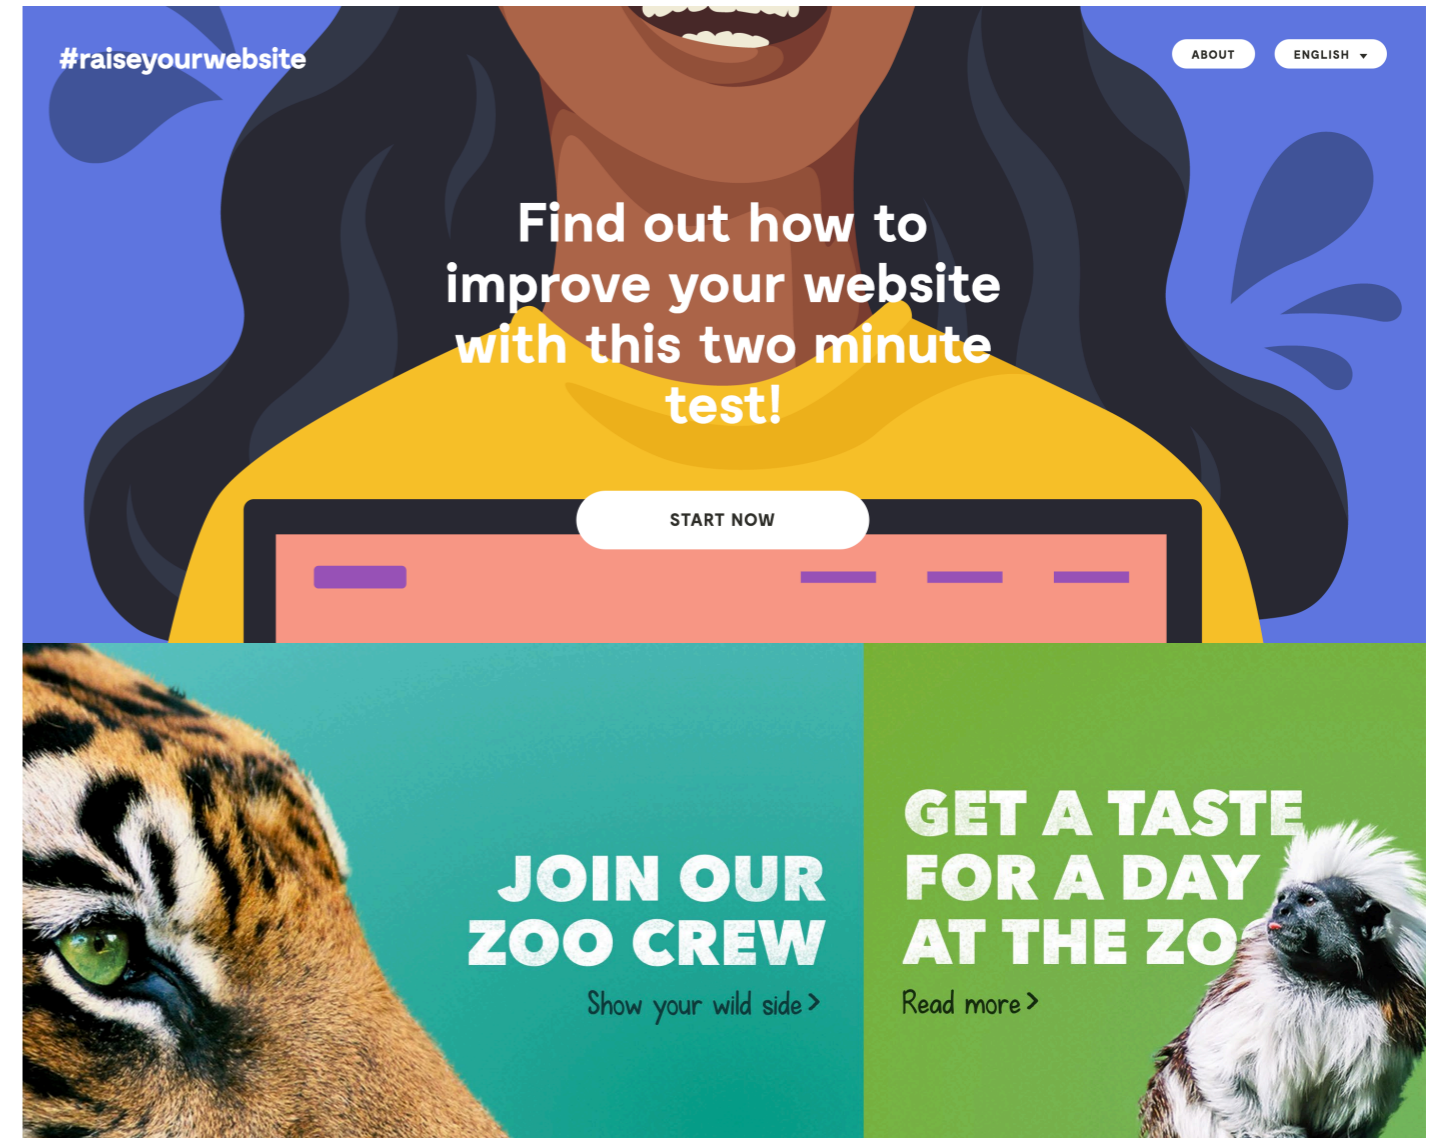 #raiseyourwebsite
ABOUT
ENGLISH
Find out how to
improve your website
with this two minute
test!
START NOW
JOIN OUR
ZOO CREW
Show your wild side
GET A TASTE
FOR A DAY
AT THE ZOO
Read more